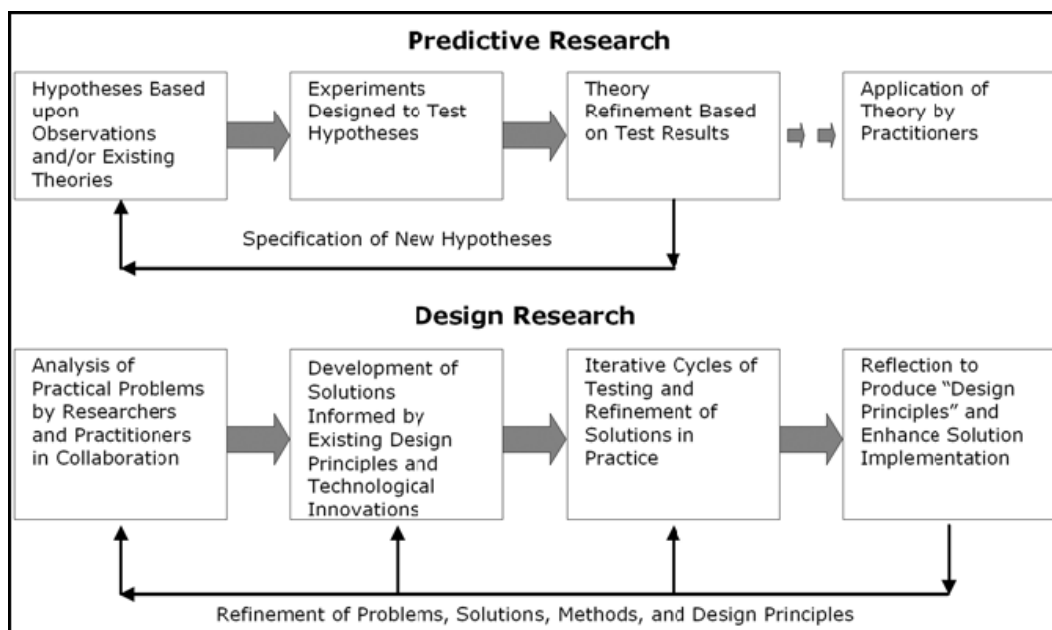 Predictive Research
Hypotheses Based
upon
Observations
and/or Existing
Theories
Experiments
Designed to Test
Hypotheses
Theory
Refinement Based
on Test Results
Application of
Theory by
Practitioners
Specification of New Hypotheses
Design Research
Analysis of
Practical Problems
by Researchers
and Practitioners
in Collaboration
Development of
Solutions
Informed by
Existing Design
Principles and
Technological
Innovations
Iterative Cycles of
Testing and
Refinement of
Solutions in
Practice
Reflection to
Produce “Design
Principles” and
Enhance Solution
Implementation
Refinement of Problems, Solutions, Methods, and Design Principles